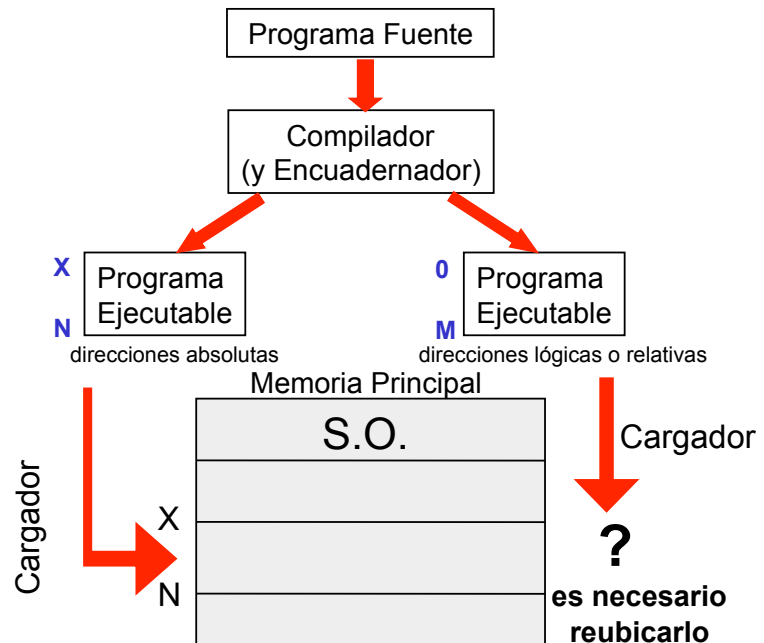 Programa Fuente
Compilador
(y Encuadernador)
X
Programa
Ejecutable
N
direcciones absolutas
0
Programa
Ejecutable
M
direcciones lógicas o relativas
Memoria Principal
S.O.
Cargador
X
N
Cargador
?
es necesario
reubicarlo